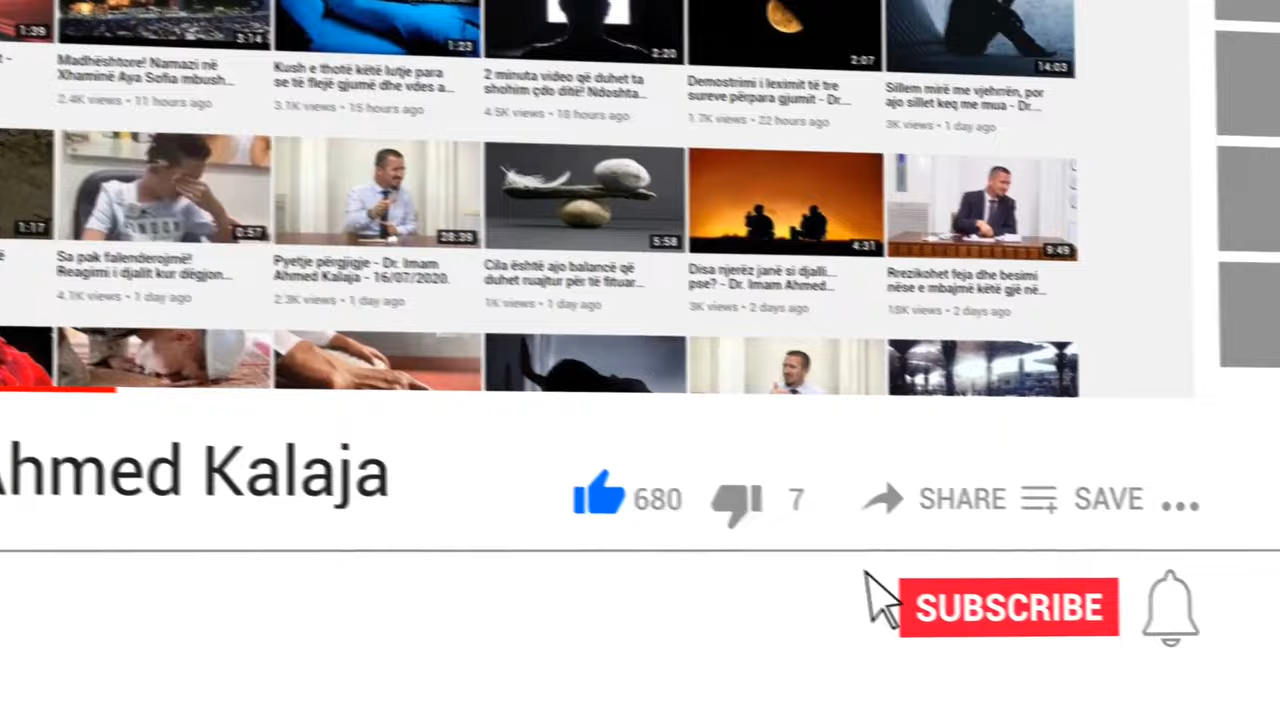 1:39
3:14
1:23
2:20
2:07
14:03
Madhështore! Namazi në
Xhaminë Aya Sofia mbush...
2.4K views • 11 hours ago
Kush e thotë këtë lutje para
se të flejë gjumë dhe vdes a...
3.1K views • 15 hours ago
2 minuta video që duhet ta
shohim çdo ditë! Ndoshta...
4.5K views • 18 hours ago
Demostrimi i leximit të tre
sureve përpara gjumit - Dr....
1.7K views • 22 hours ago
Sillem mirë me vjehrrën, por
ajo sillet keq me mua - Dr....
3K views • 1 day ago
1:17
0:57
28:39
5:58
4:31
9:49
Sa pak falenderojmë!
Reagimi i djalit kur dëgjon...
4.1K views • 1 day ago
Pyetje përgjigje - Dr. Imam
Ahmed Kalaja - 16/07/2020.
2.3K views • 1 day ago
Cila është ajo balancë që
duhet ruajtur për të fituar...
1K views • 1 day ago
Disa njerëz janë si djalli...
pse? - Dr. Imam Ahmed...
3K views • 2 days ago
Rrezikohet feja dhe besimi
nëse e mbajmë këtë gjë në...
views • 2 days ago
Ahmed Kalaja
680 7 SHARE SAVE
SUBSCRIBE